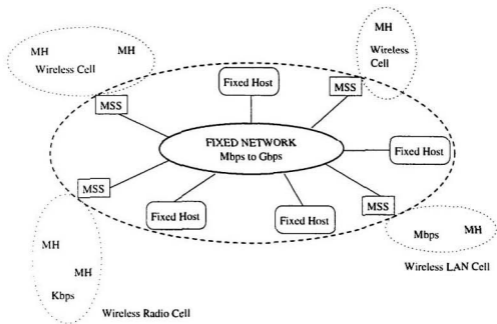 MH
MH MH
Wireless
Cell
Wireless Cell
Fixed Host
MSS
MSS
FIXED NETWORK
Mbps to Gbps
Fixed Host
MSS
MSS
Fixed Host
Fixed Host
Mbps MH
MH
MH
Wireless LAN Cell
Kbps
Wireless Radio Cell